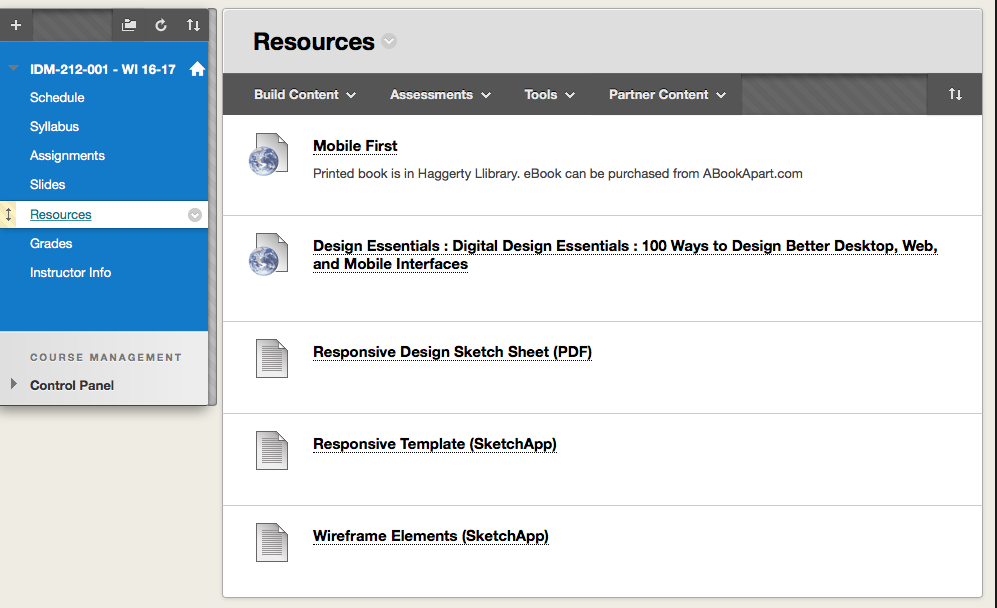 IDM-212-001 - WI 16-17
Schedule
Syllabus
Assignments
Slides
Resources
Grades
Instructor Info
COURSE MANAGEMENT
Control Panel
Resources
Build Content
Assessments
Tools
Partner Content
Mobile First
Printed book is in Haggerty Llibrary. eBook can be purchased from ABookApart.com
Design Essentials : Digital Design Essentials : 100 Ways to Design Better Desktop, Web,
and Mobile Interfaces
Responsive Design Sketch Sheet (PDF)
Responsive Template (SketchApp)
Wireframe Elements (SketchApp)